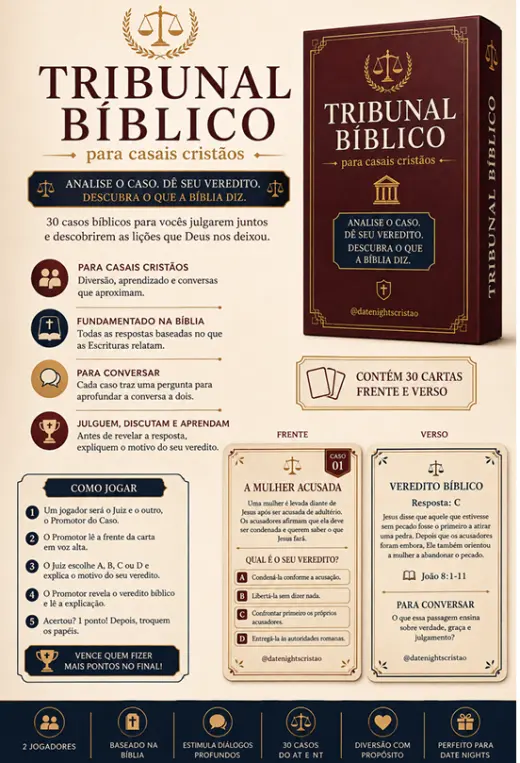 TRIBUNAL
BÍBLICO
para casais cristãos
ANALISE O CASO. DÊ SEU VEREDITO.
DESCUBRA O QUE A BÍBLIA DIZ.
30 casos bíblicos para vocês julgarem juntos
e descobrirem as lições que Deus nos deixou.
PARA CASAIS CRISTÃOS
Diversão, aprendizado e conversas
que aproximam.
FUNDAMENTADO NA BÍBLIA
Todas as respostas baseadas no que
as Escrituras relatam.
PARA CONVERSAR
Cada caso traz uma pergunta para
aprofundar a conversa a dois.
JULGUEM, DISCUTAM E APRENDAM
Antes de revelar a resposta,
expliquem o motivo do seu veredito.
TRIBUNAL
BÍBLICO
para casais cristãos
ANALISE O CASO.
DÊ SEU VEREDITO.
DESCUBRA O QUE
A BÍBLIA DIZ.
@datenightscristao
TRIBUNAL BÍBLICO
CONTÉM 30 CARTAS
FRENTE E VERSO
COMO JOGAR
1 Um jogador será o Juiz e o outro,
o Promotor do Caso.
2 O Promotor lê a frente da carta
em voz alta.
3 O Juiz escolhe A, B, C ou D e
explica o motivo do seu veredito.
4 O Promotor revela o veredito bíblico
e lê a explicação.
5 Acertou? 1 ponto! Depois, troquem
os papéis.
VENCE QUEM FIZER
MAIS PONTOS NO FINAL!
FRENTE
CASO
01
A MULHER ACUSADA
Uma mulher é levada diante de
Jesus após ser acusada de adultério.
Os acusadores afirmam que ela deve
ser condenada e querem saber o que
Jesus fará.
QUAL É O SEU VEREDITO?
A Condená-la conforme a acusação.
B Libertá-la sem dizer nada.
C Confrontar primeiro os próprios
acusadores.
D Entregá-la às autoridades romanas.
@datenightscristao
VERSO
VEREDITO BÍBLICO
Resposta: C
Jesus disse que aquele que estivesse
sem pecado fosse o primeiro a atirar
uma pedra. Depois que os acusadores
foram embora, Ele também orientou
a mulher a abandonar o pecado.
João 8:1-11
PARA CONVERSAR
O que essa passagem ensina
sobre verdade, graça e
julgamento?
@datenightscristao
2 JOGADORES
BASEADO NA
BÍBLIA
ESTIMULA DIÁLOGOS
PROFUNDOS
30 CASOS
DO AT E NT
DIVERSÃO COM
PROPÓSITO
PERFEITO PARA
DATE NIGHTS